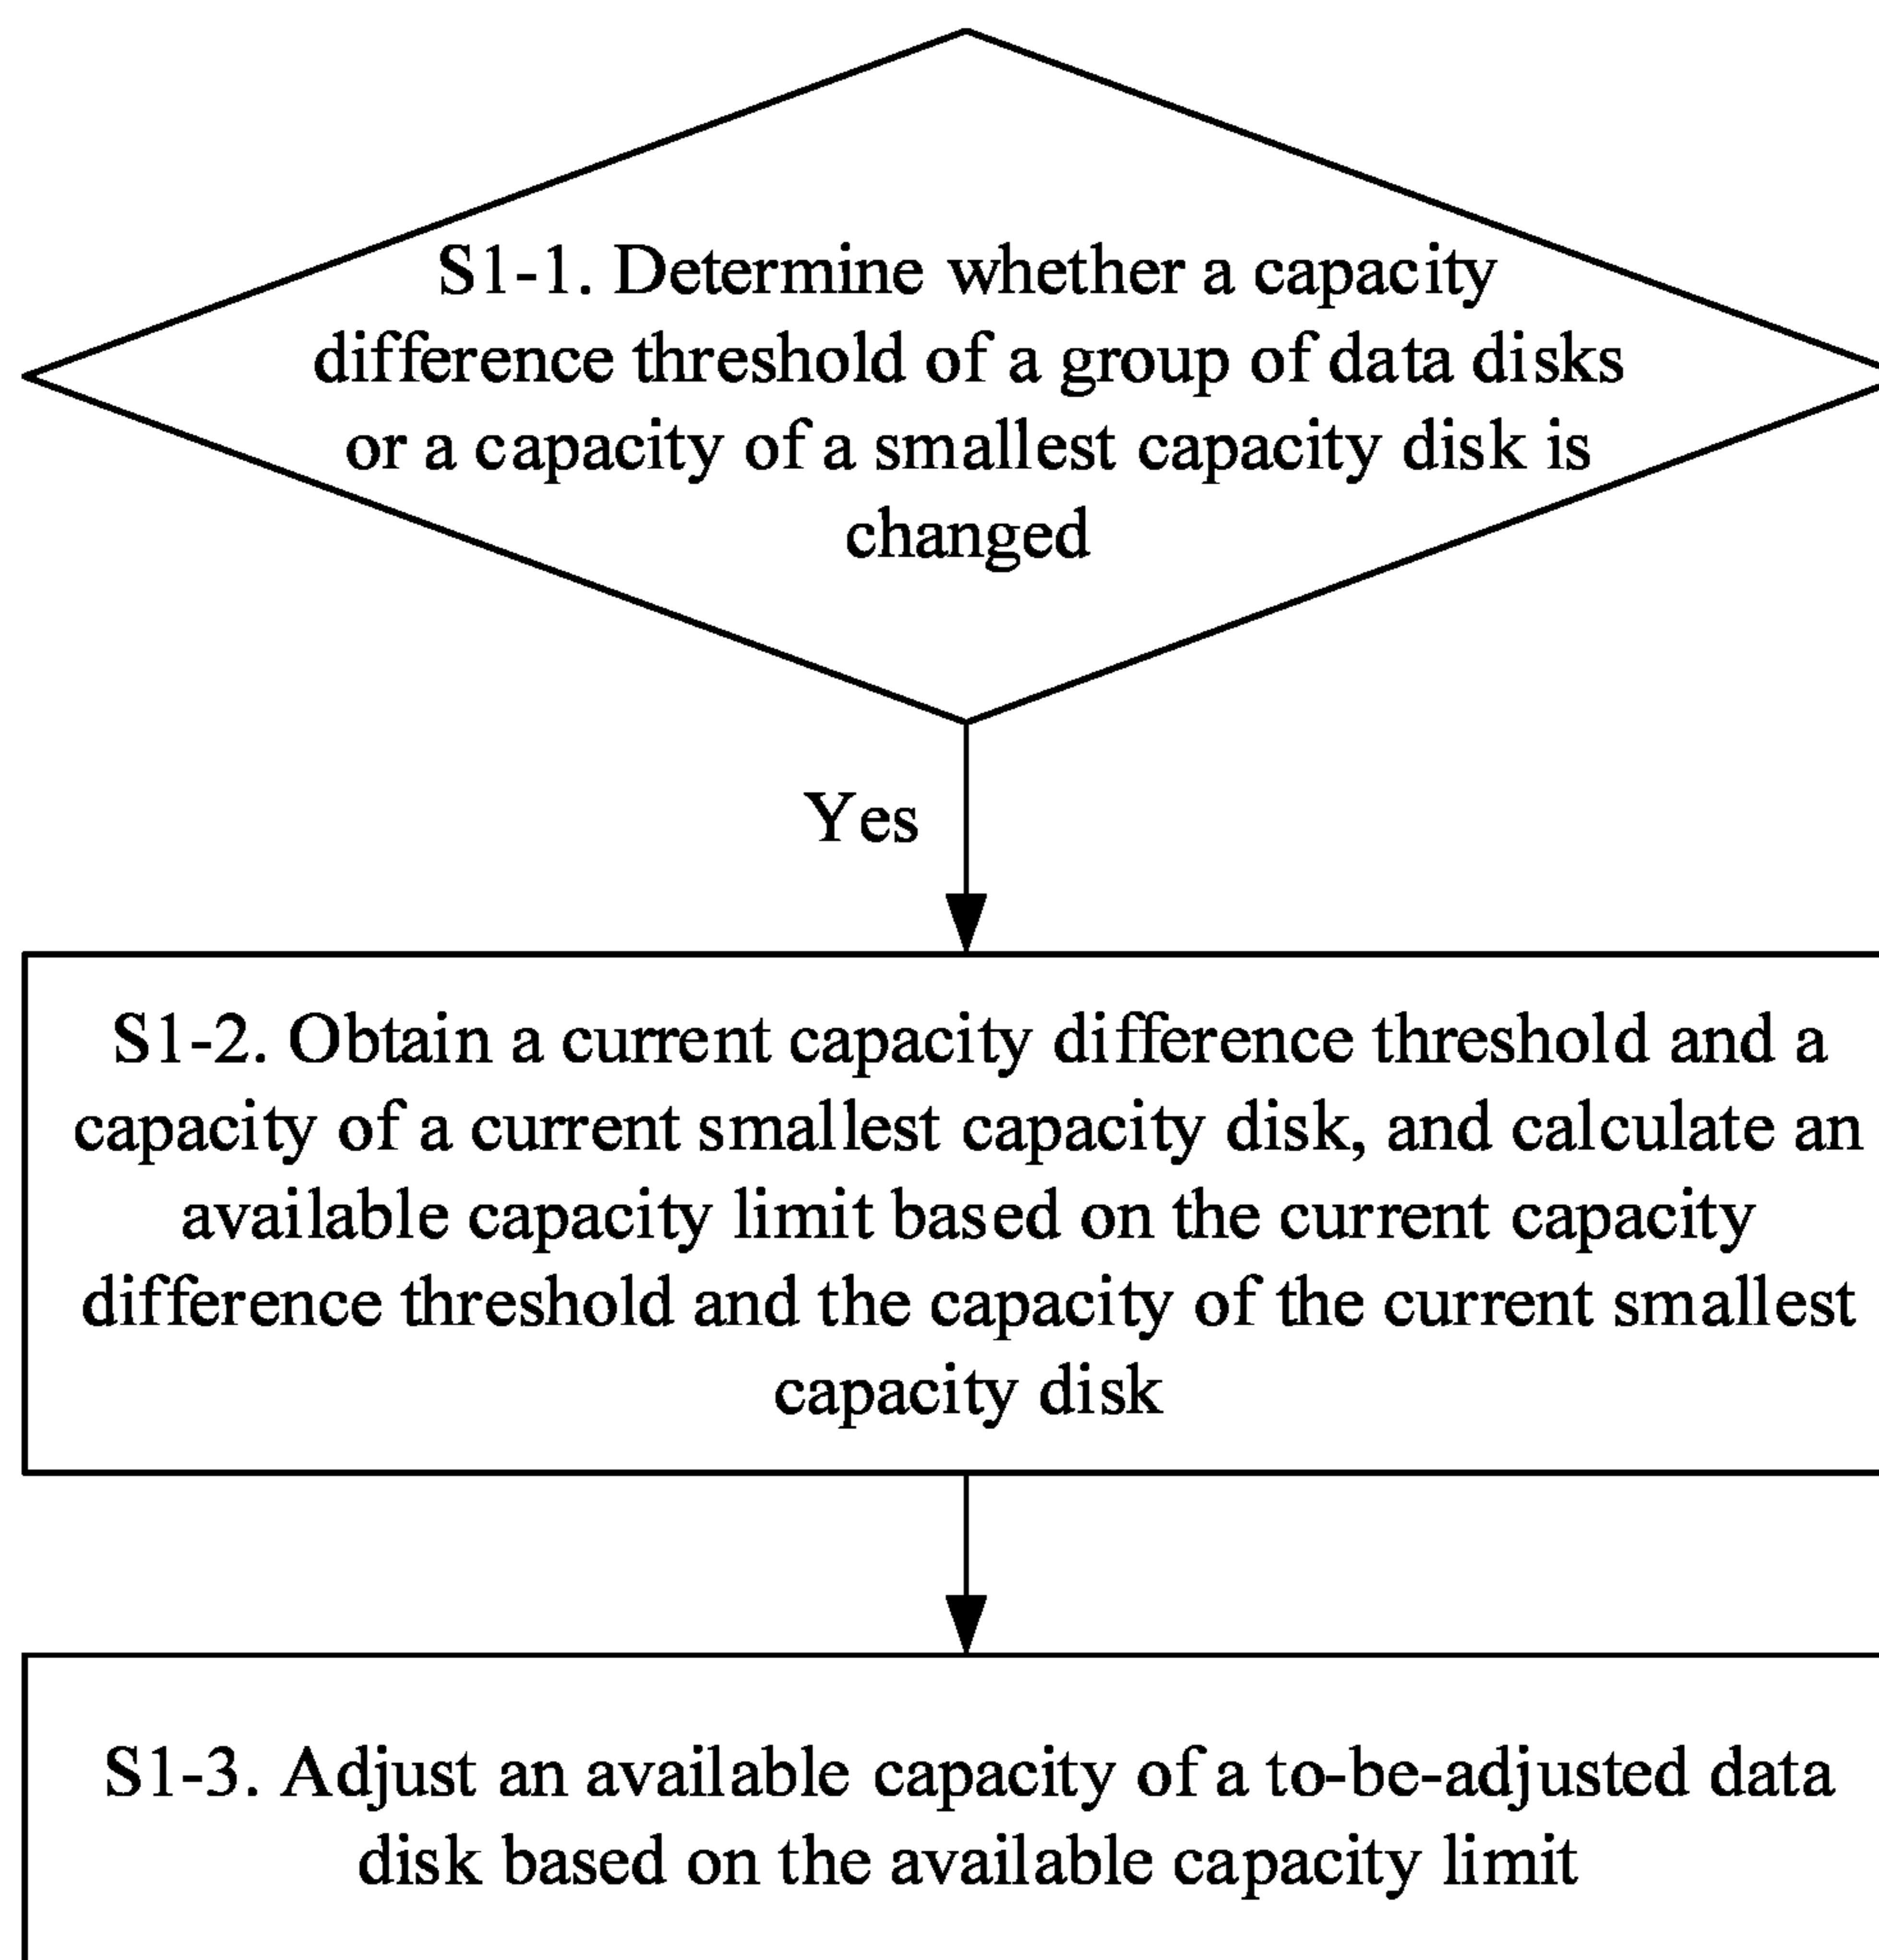 S1-1. Determine whether a capacity
difference threshold of a group of data disks
or a capacity of a smallest capacity disk is
changed
Yes
S1-2. Obtain a current capacity difference threshold and a
capacity of a current smallest capacity disk, and calculate an
available capacity limit based on the current capacity
difference threshold and the capacity of the current smallest
capacity disk
S1-3. Adjust an available capacity of a to-be-adjusted data
disk based on the available capacity limit